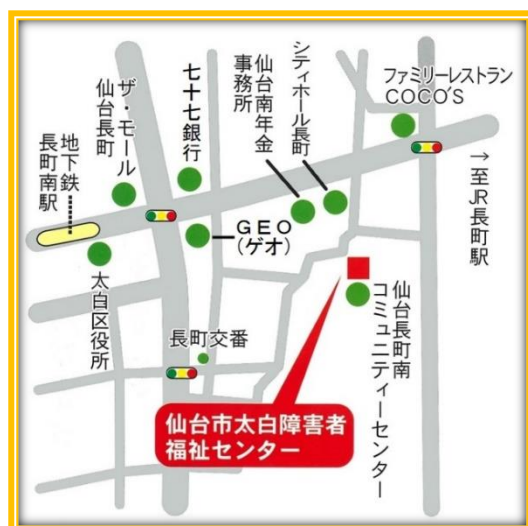 ザ・モール
仙台長町
地下鉄
長町南駅
七十七銀行
仙台南年金
事務所
シティホール長町
ファミリーレストラン
COCO'S
→至JR長町駅
GEO
(ゲオ)
太白区役所
長町交番
仙台長町南
コミュニティーセンター
仙台市太白障害者
福祉センター